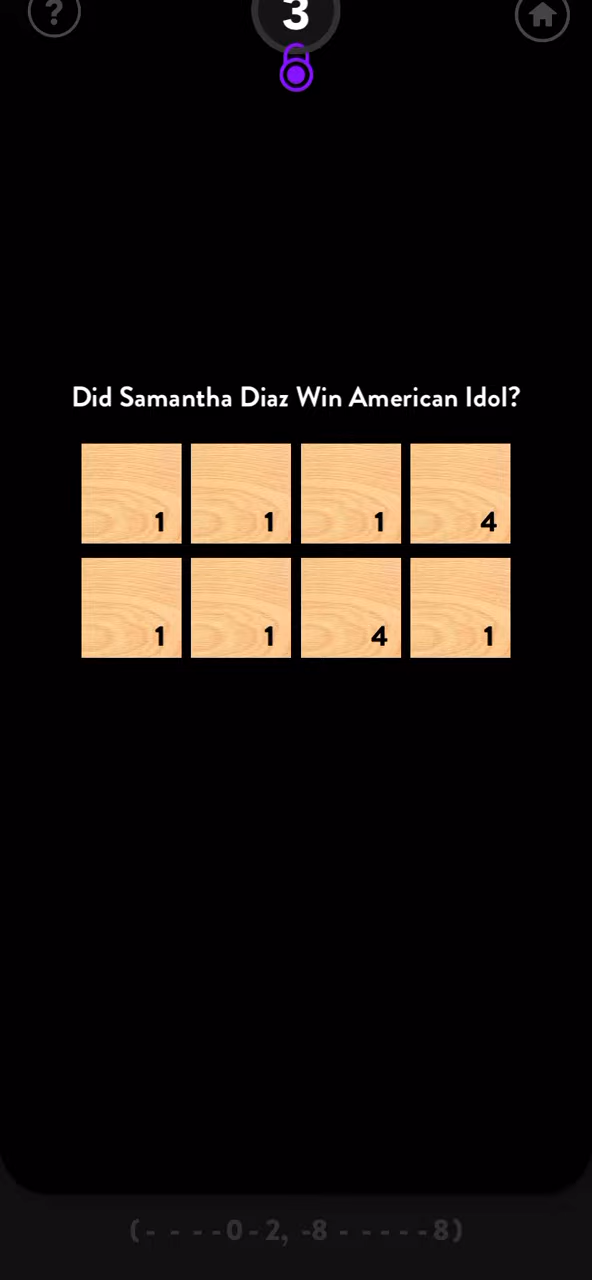 ?
3
Did Samantha Diaz Win American Idol?
1 1 1 4
1 1 4 1
(- - - -0-2, -8 - - - - -8)